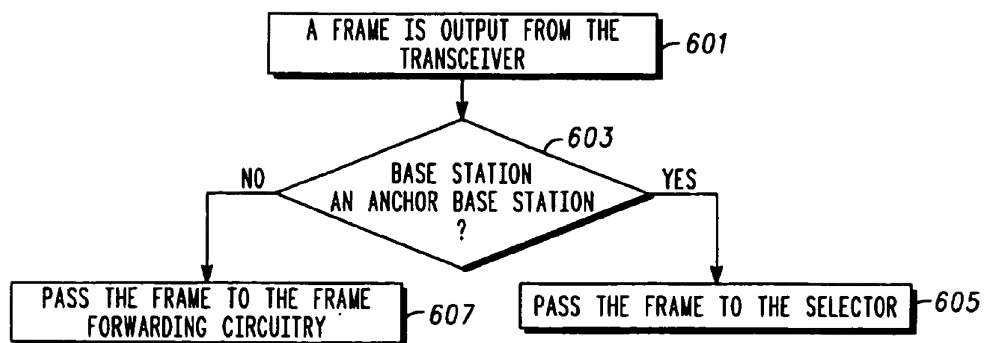 A FRAME IS OUTPUT FROM THE
TRANSCEIVER
601
603
BASE STATION
AN ANCHOR BASE STATION
?
NO
YES
PASS THE FRAME TO THE FRAME
FORWARDING CIRCUITRY
607
PASS THE FRAME TO THE SELECTOR
605